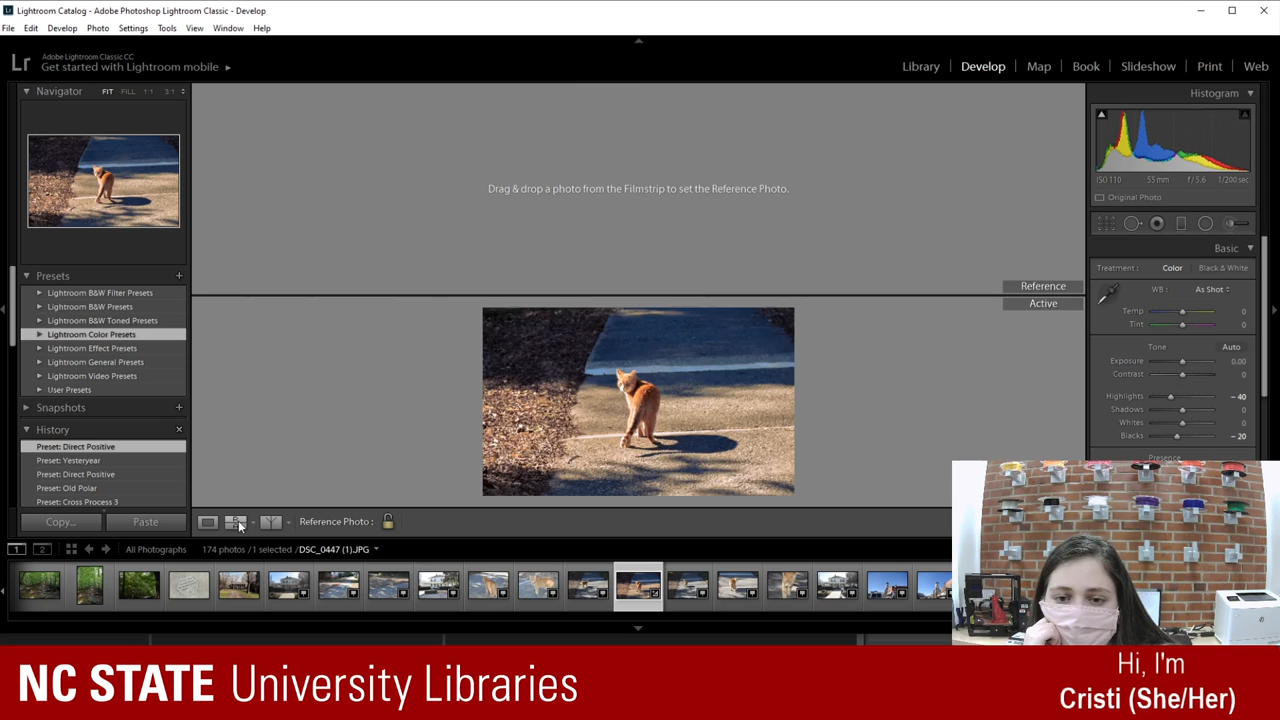 Lightroom Catalog - Adobe Photoshop Lightroom Classic - Develop
File Edit Develop Photo Settings Tools View Window Help
Lr
Adobe Lightroom Classic CC
Get started with Lightroom mobile
Library | Develop | Map | Book | Slideshow | Print | Web
Navigator FIT FILL 1:1 3:1
Histogram
Drag & drop a photo from the Filmstrip to set the Reference Photo.
ISO 110 55 mm f / 5.6 1/200 sec
Original Photo
Basic
Treatment : Color | Black & White
WB : As Shot
Temp 0
Tint 0
Tone Auto
Exposure 0.00
Contrast 0
Highlights − 40
Shadows 0
Whites 0
Blacks − 20
Presence
Presets
Lightroom B&W Filter Presets
Lightroom B&W Presets
Lightroom B&W Toned Presets
Lightroom Color Presets
Lightroom Effect Presets
Lightroom General Presets
Lightroom Video Presets
User Presets
Snapshots
History
Preset: Direct Positive
Preset: Yesteryear
Preset: Direct Positive
Preset: Old Polar
Preset: Cross Process 3
Copy... Paste
Reference
Active
Reference Photo :
1 2 All Photographs 174 photos / 1 selected / DSC_0447 (1).JPG
NC STATE University Libraries
Hi, I'm
Cristi (She/Her)